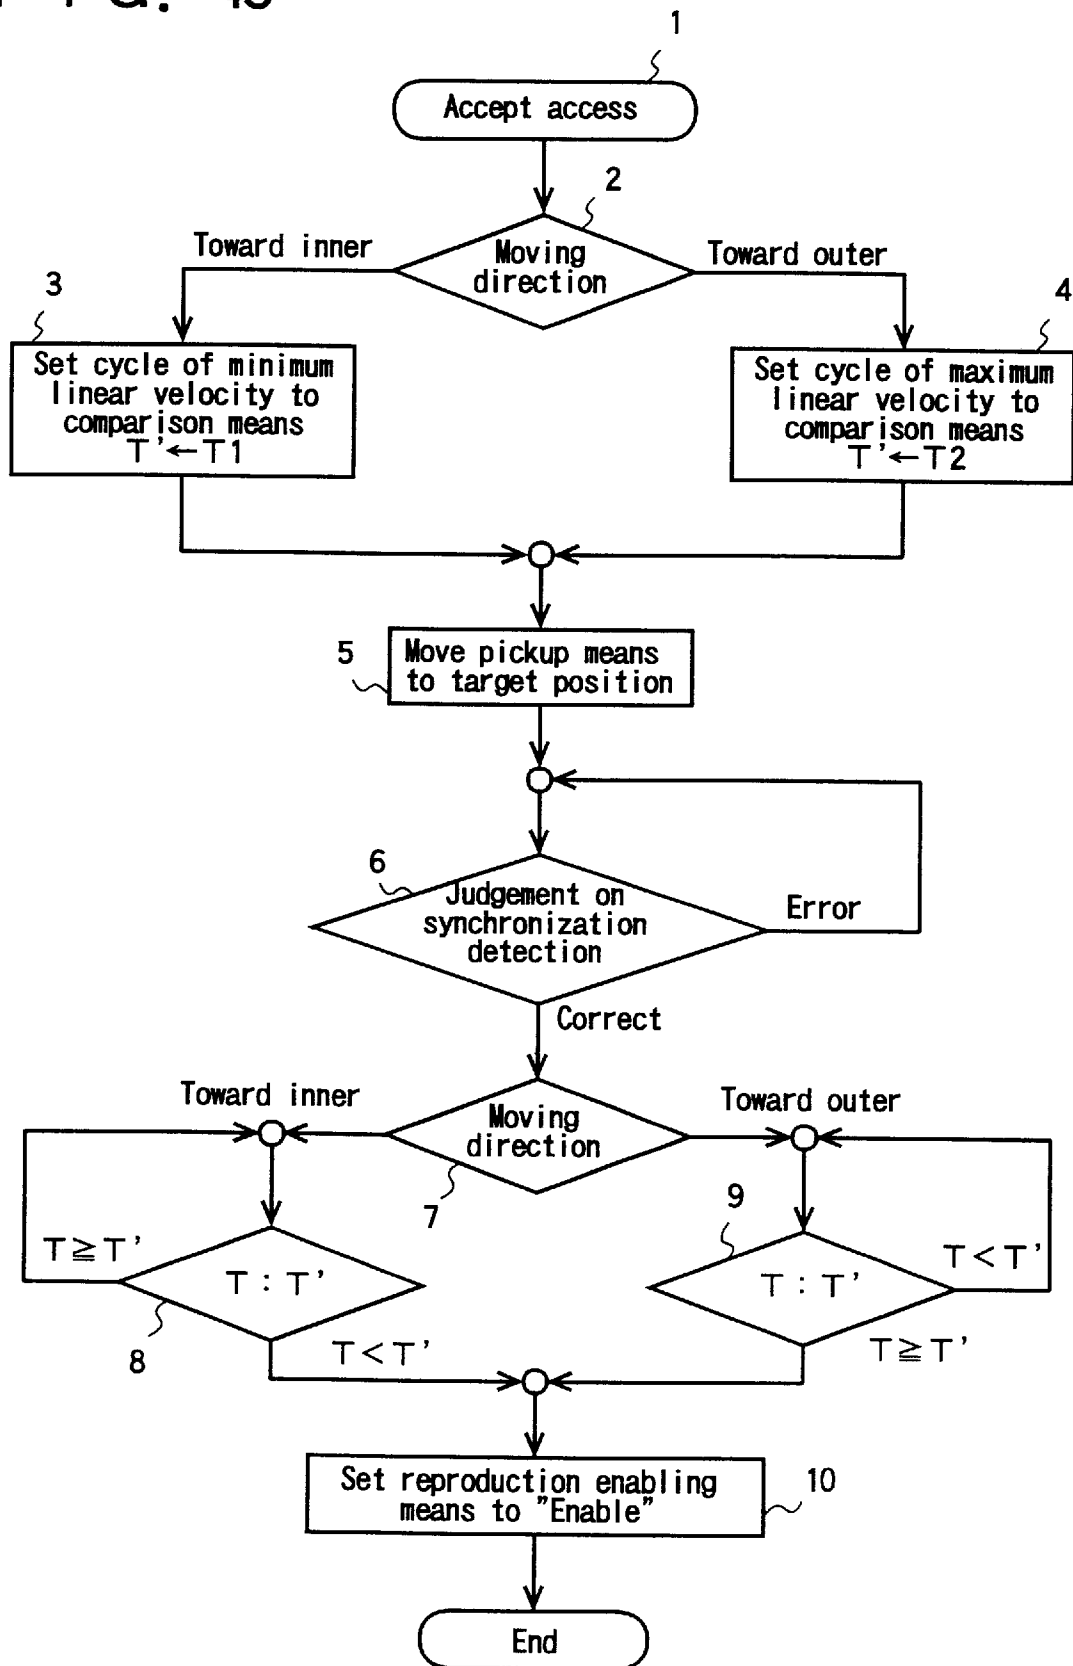 1
Accept access
2
Moving
direction
Toward inner
Toward outer
3
Set cycle of minimum
linear velocity to
comparison means
T'←T1
4
Set cycle of maximum
linear velocity to
comparison means
T'←T2
5
Move pickup means
to target position
6
Judgement on
synchronization
detection
Error
Correct
Toward inner
Moving
direction
Toward outer
7
T≧T'
T:T'
8
T<T'
9
T:T'
T<T'
T≧T'
Set reproduction enabling
means to "Enable"
10
End